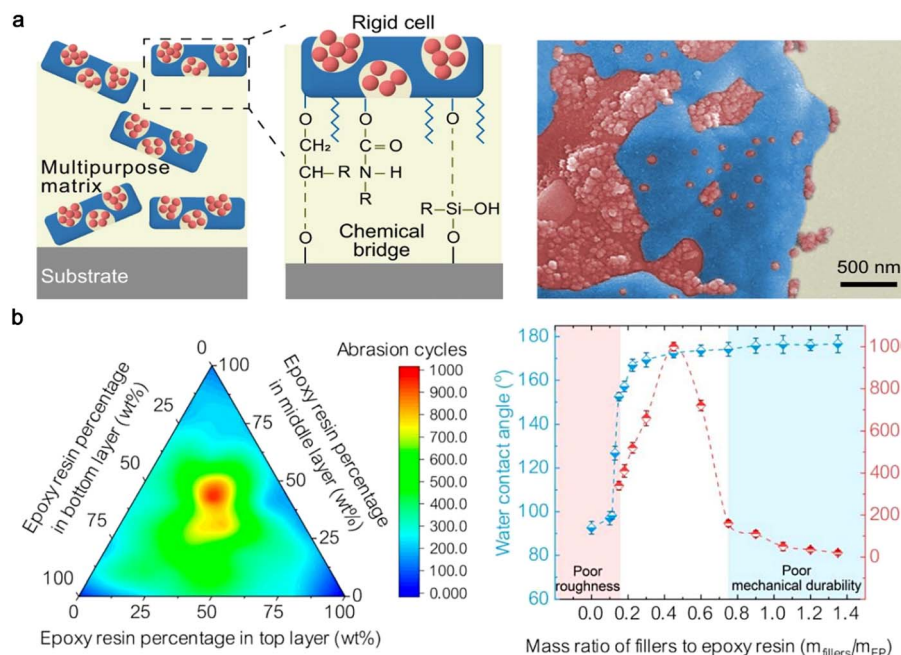 a
Rigid cell
Multipurpose
matrix
Substrate
O
CH₂
CH
R
O
C=O
N-H
R
Chemical
bridge
O
R-Si-OH
O
O
500 nm
b
Abrasion cycles
0
100
25
75
50
50
75
25
100
0
0
25
50
75
100
Epoxy resin percentage
in bottom layer (wt%)
Epoxy resin percentage
in middle layer (wt%)
Epoxy resin percentage in top layer (wt%)
1000
900.0
800.0
700.0
600.0
500.0
400.0
300.0
200.0
100.0
0.000
Water contact angle (°)
180
160
140
120
100
80
60
1000
800
600
400
200
0
Poor
roughness
Poor
mechanical durability
0.0 0.2 0.4 0.6 0.8 1.0 1.2 1.4
Mass ratio of fillers to epoxy resin (m_fillers/m_EP)